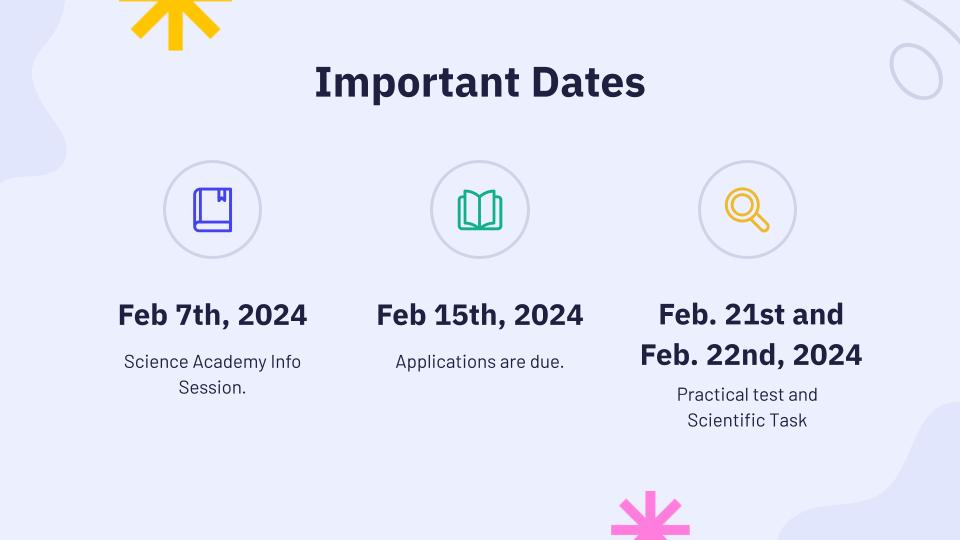 Important Dates
Feb 7th, 2024
Science Academy Info
Session.
Feb 15th, 2024
Applications are due.
Feb. 21st and
Feb. 22nd, 2024
Practical test and
Scientific Task